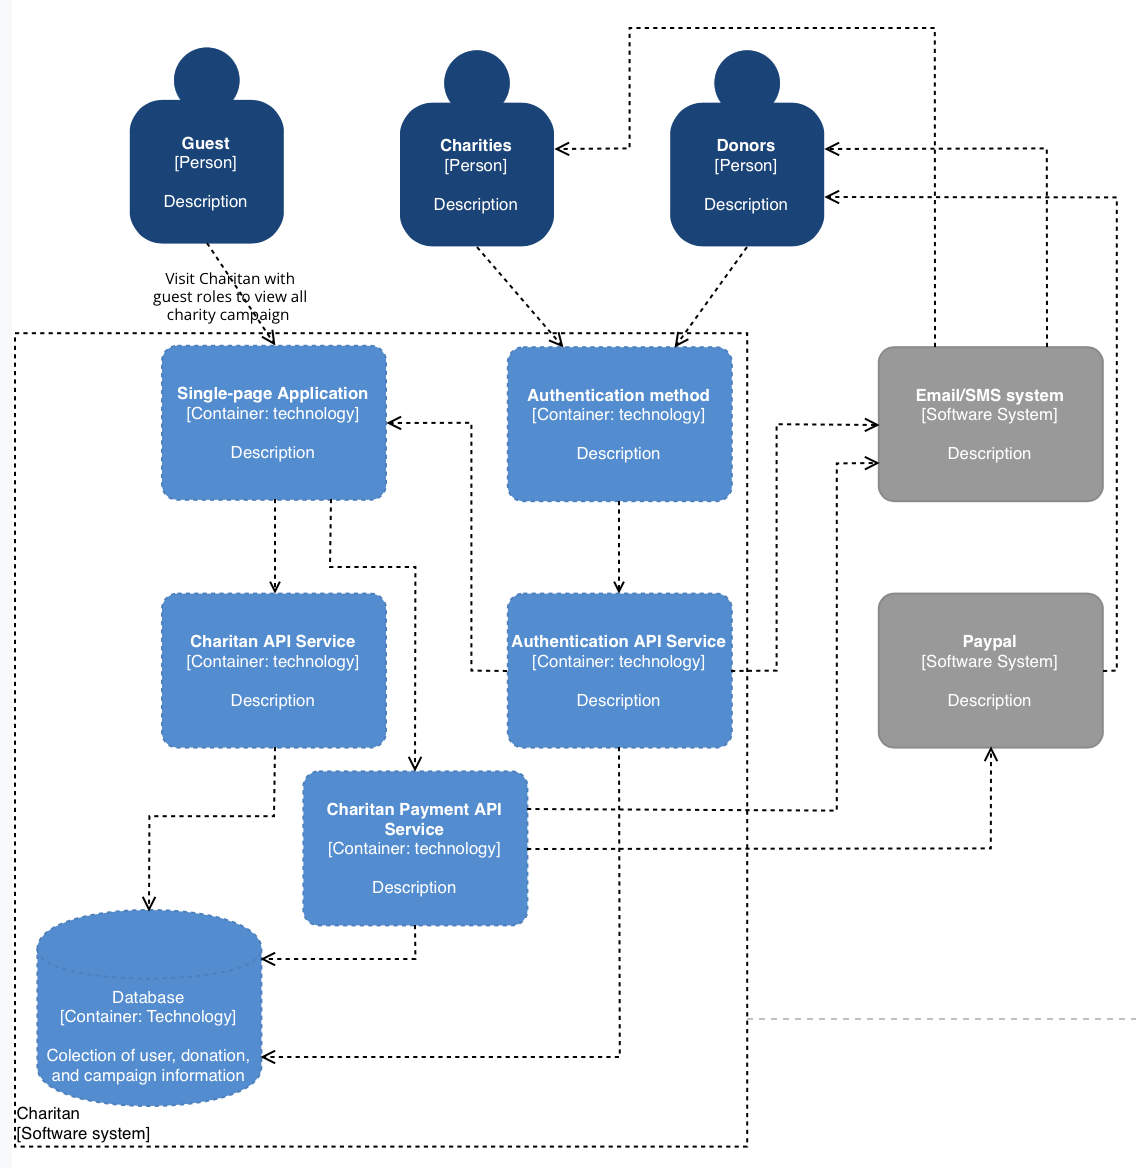 Guest
[Person]
Description
Charities
[Person]
Description
Donors
[Person]
Description
Visit Charitan with
guest roles to view all
charity campaign
Single-page Application
[Container: technology]
Description
Authentication method
[Container: technology]
Description
Email/SMS system
[Software System]
Description
Charitan API Service
[Container: technology]
Description
Authentication API Service
[Container: technology]
Description
Paypal
[Software System]
Description
Charitan Payment API
Service
[Container: technology]
Description
Database
[Container: Technology]
Colection of user, donation,
and campaign information
Charitan
[Software system]